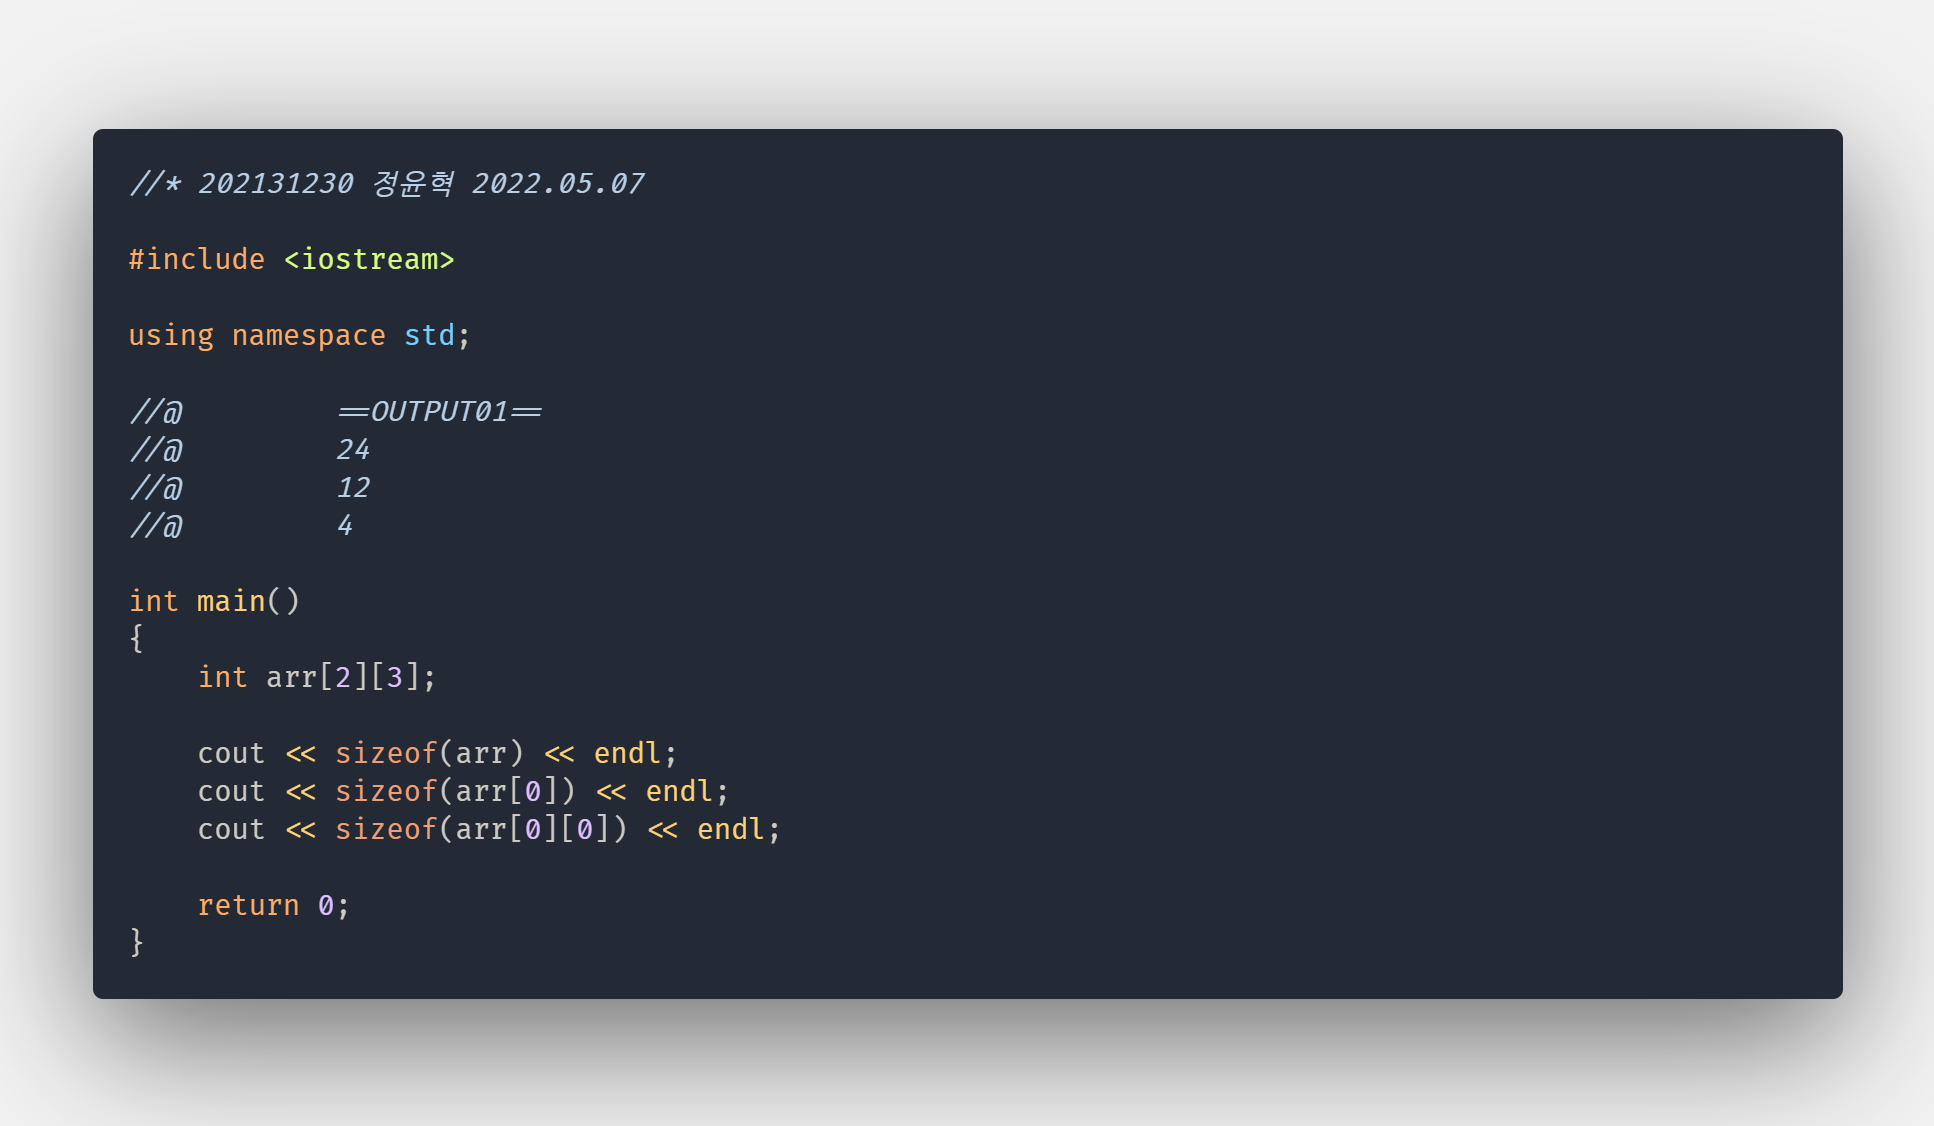 //* 202131230 정윤혁 2022.05.07
#include <iostream>
using namespace std;
//@         ==OUTPUT01==
//@         24
//@         12
//@         4
int main()
{
    int arr[2][3];
    cout << sizeof(arr) << endl;
    cout << sizeof(arr[0]) << endl;
    cout << sizeof(arr[0][0]) << endl;
    return 0;
}